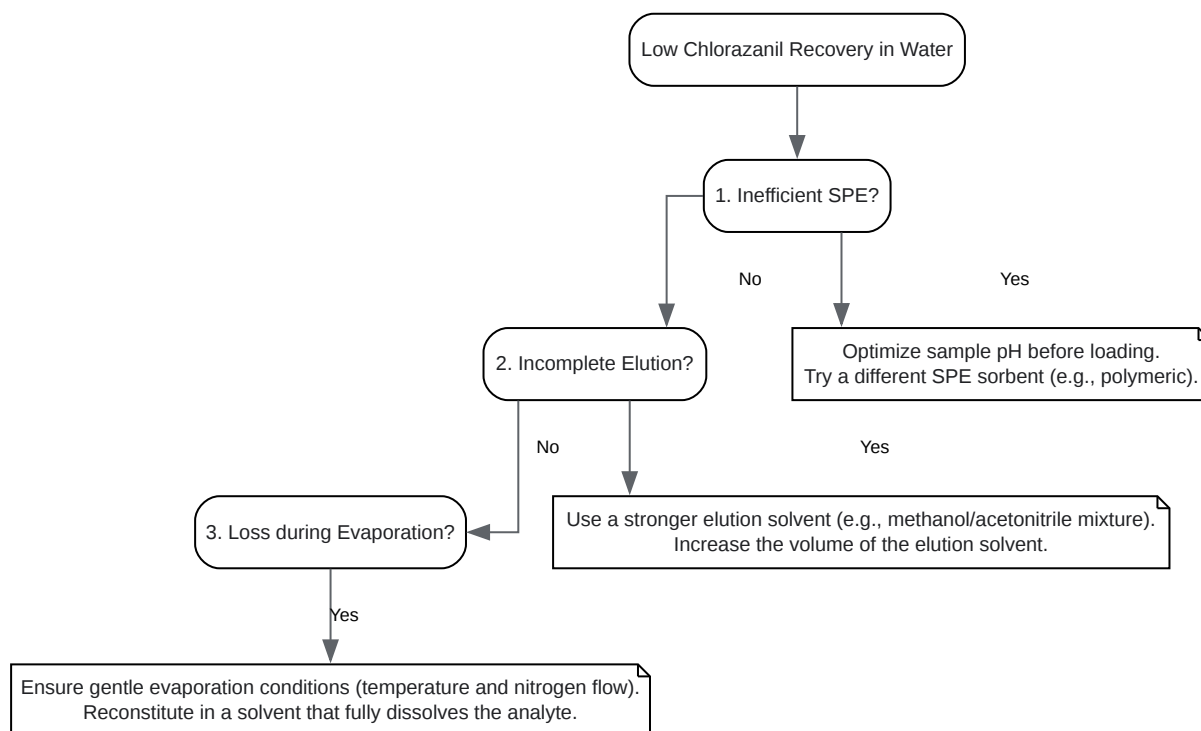 Low Chlorazanil Recovery in Water
1. Inefficient SPE?
No
Yes
2. Incomplete Elution?
Optimize sample pH before loading.
Try a different SPE sorbent (e.g., polymeric).
No
Yes
3. Loss during Evaporation?
Use a stronger elution solvent (e.g., methanol/acetonitrile mixture).
Increase the volume of the elution solvent.
Yes
Ensure gentle evaporation conditions (temperature and nitrogen flow).
Reconstitute in a solvent that fully dissolves the analyte.